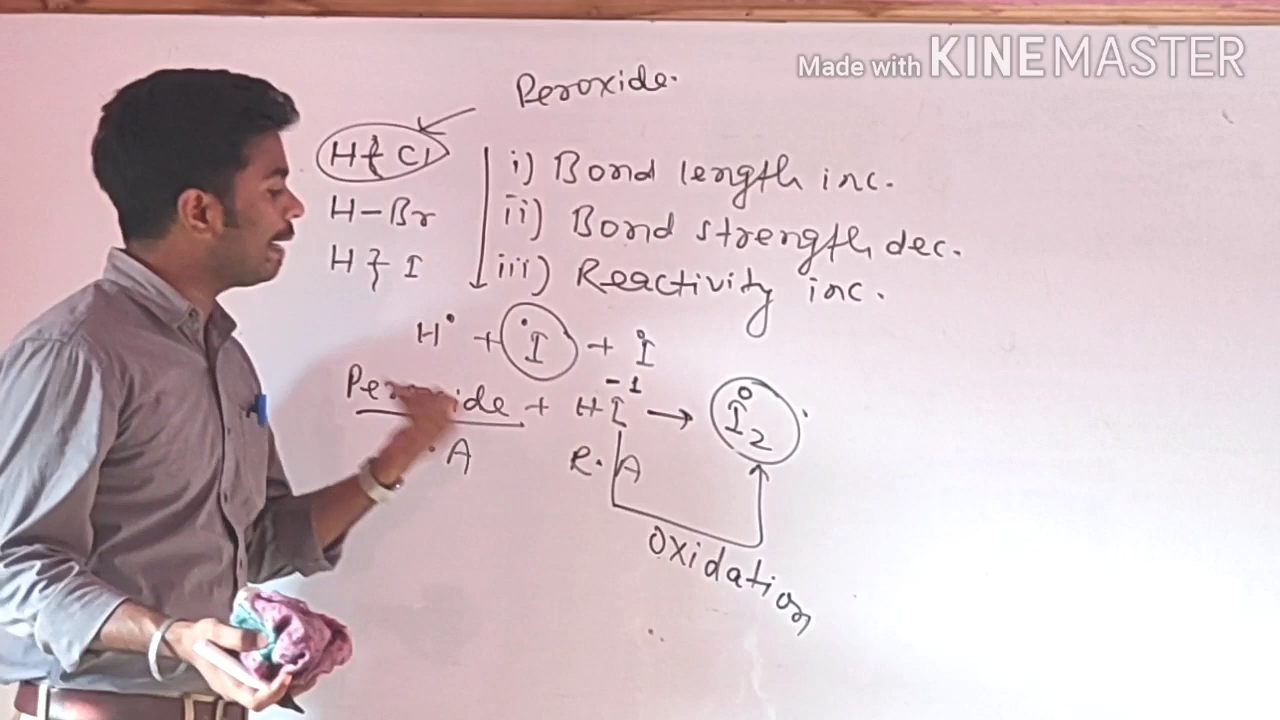 Made with KINEMASTER
Peroxide.
H-Cl
H-Br
H-I
i) Bond length inc.
ii) Bond strength dec.
iii) Reactivity inc.
H• + •I + •I
-1 0
+ HI → I2
A R.A
Oxidation